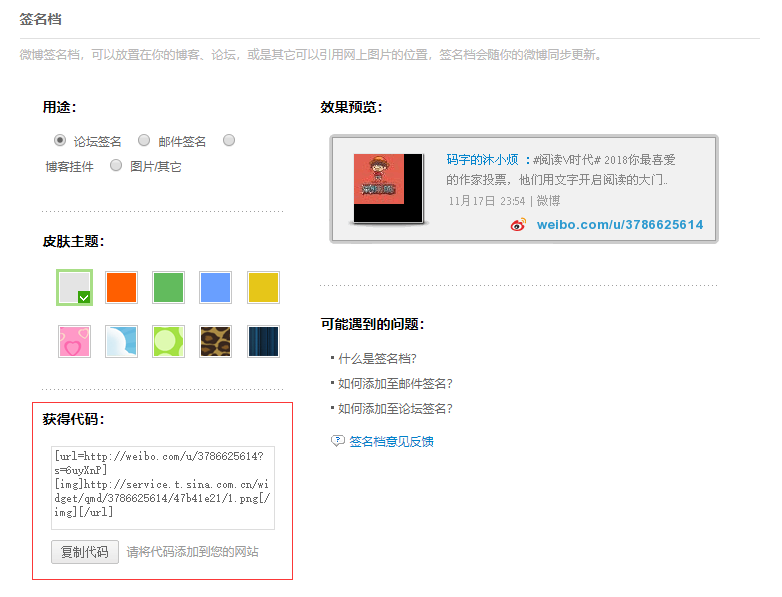 签名档
微博签名档，可以放置在你的博客、论坛，或是其它可以引用网上图片的位置，签名档会随你的微博同步更新。
用途：
论坛签名 邮件签名
博客挂件 图片/其它
皮肤主题：
获得代码：
[url=http://weibo.com/u/3786625614?
s=6uyXnP]
[img]http://service.t.sina.com.cn/wi
dget/qmd/3786625614/47b41e21/1.png[/
img][/url]
复制代码 请将代码添加到您的网站
效果预览：
码字的沐小烦 ：#阅读V时代# 2018你最喜爱
的作家投票，他们用文字开启阅读的大门..
11月17日 23:54 | 微博
weibo.com/u/3786625614
可能遇到的问题：
什么是签名档?
如何添加至邮件签名?
如何添加至论坛签名?
签名档意见反馈